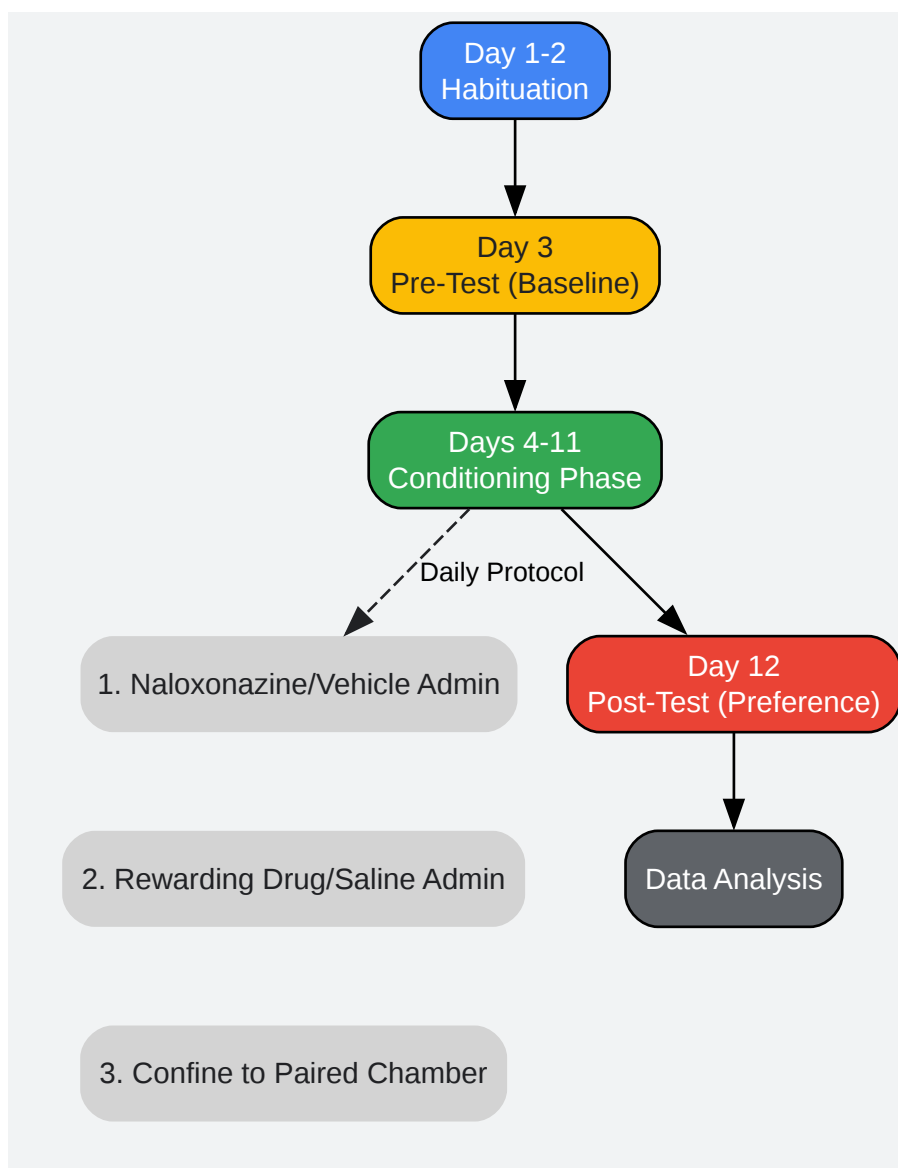 Day 1-2
Habituation
Day 3
Pre-Test (Baseline)
Days 4-11
Conditioning Phase
Daily Protocol
1. Naloxonazine/Vehicle Admin
Day 12
Post-Test (Preference)
2. Rewarding Drug/Saline Admin
Data Analysis
3. Confine to Paired Chamber